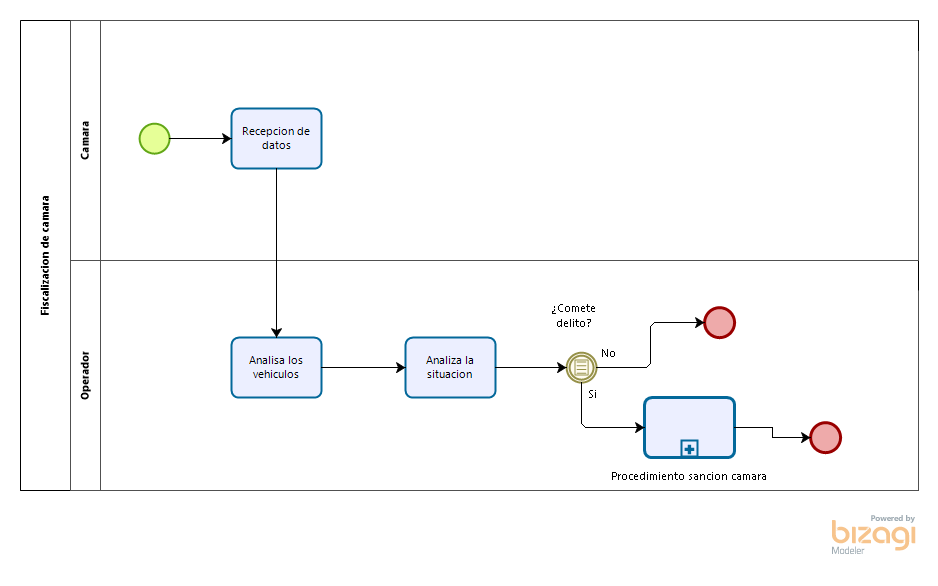 Fiscalizacion de camara
Camara
Recepcion de
datos
Operador
Analisa los
vehiculos
Analiza la
situacion
¿Comete
delito?
No
Si
Procedimiento sancion camara
Powered by
bizagi
Modeler